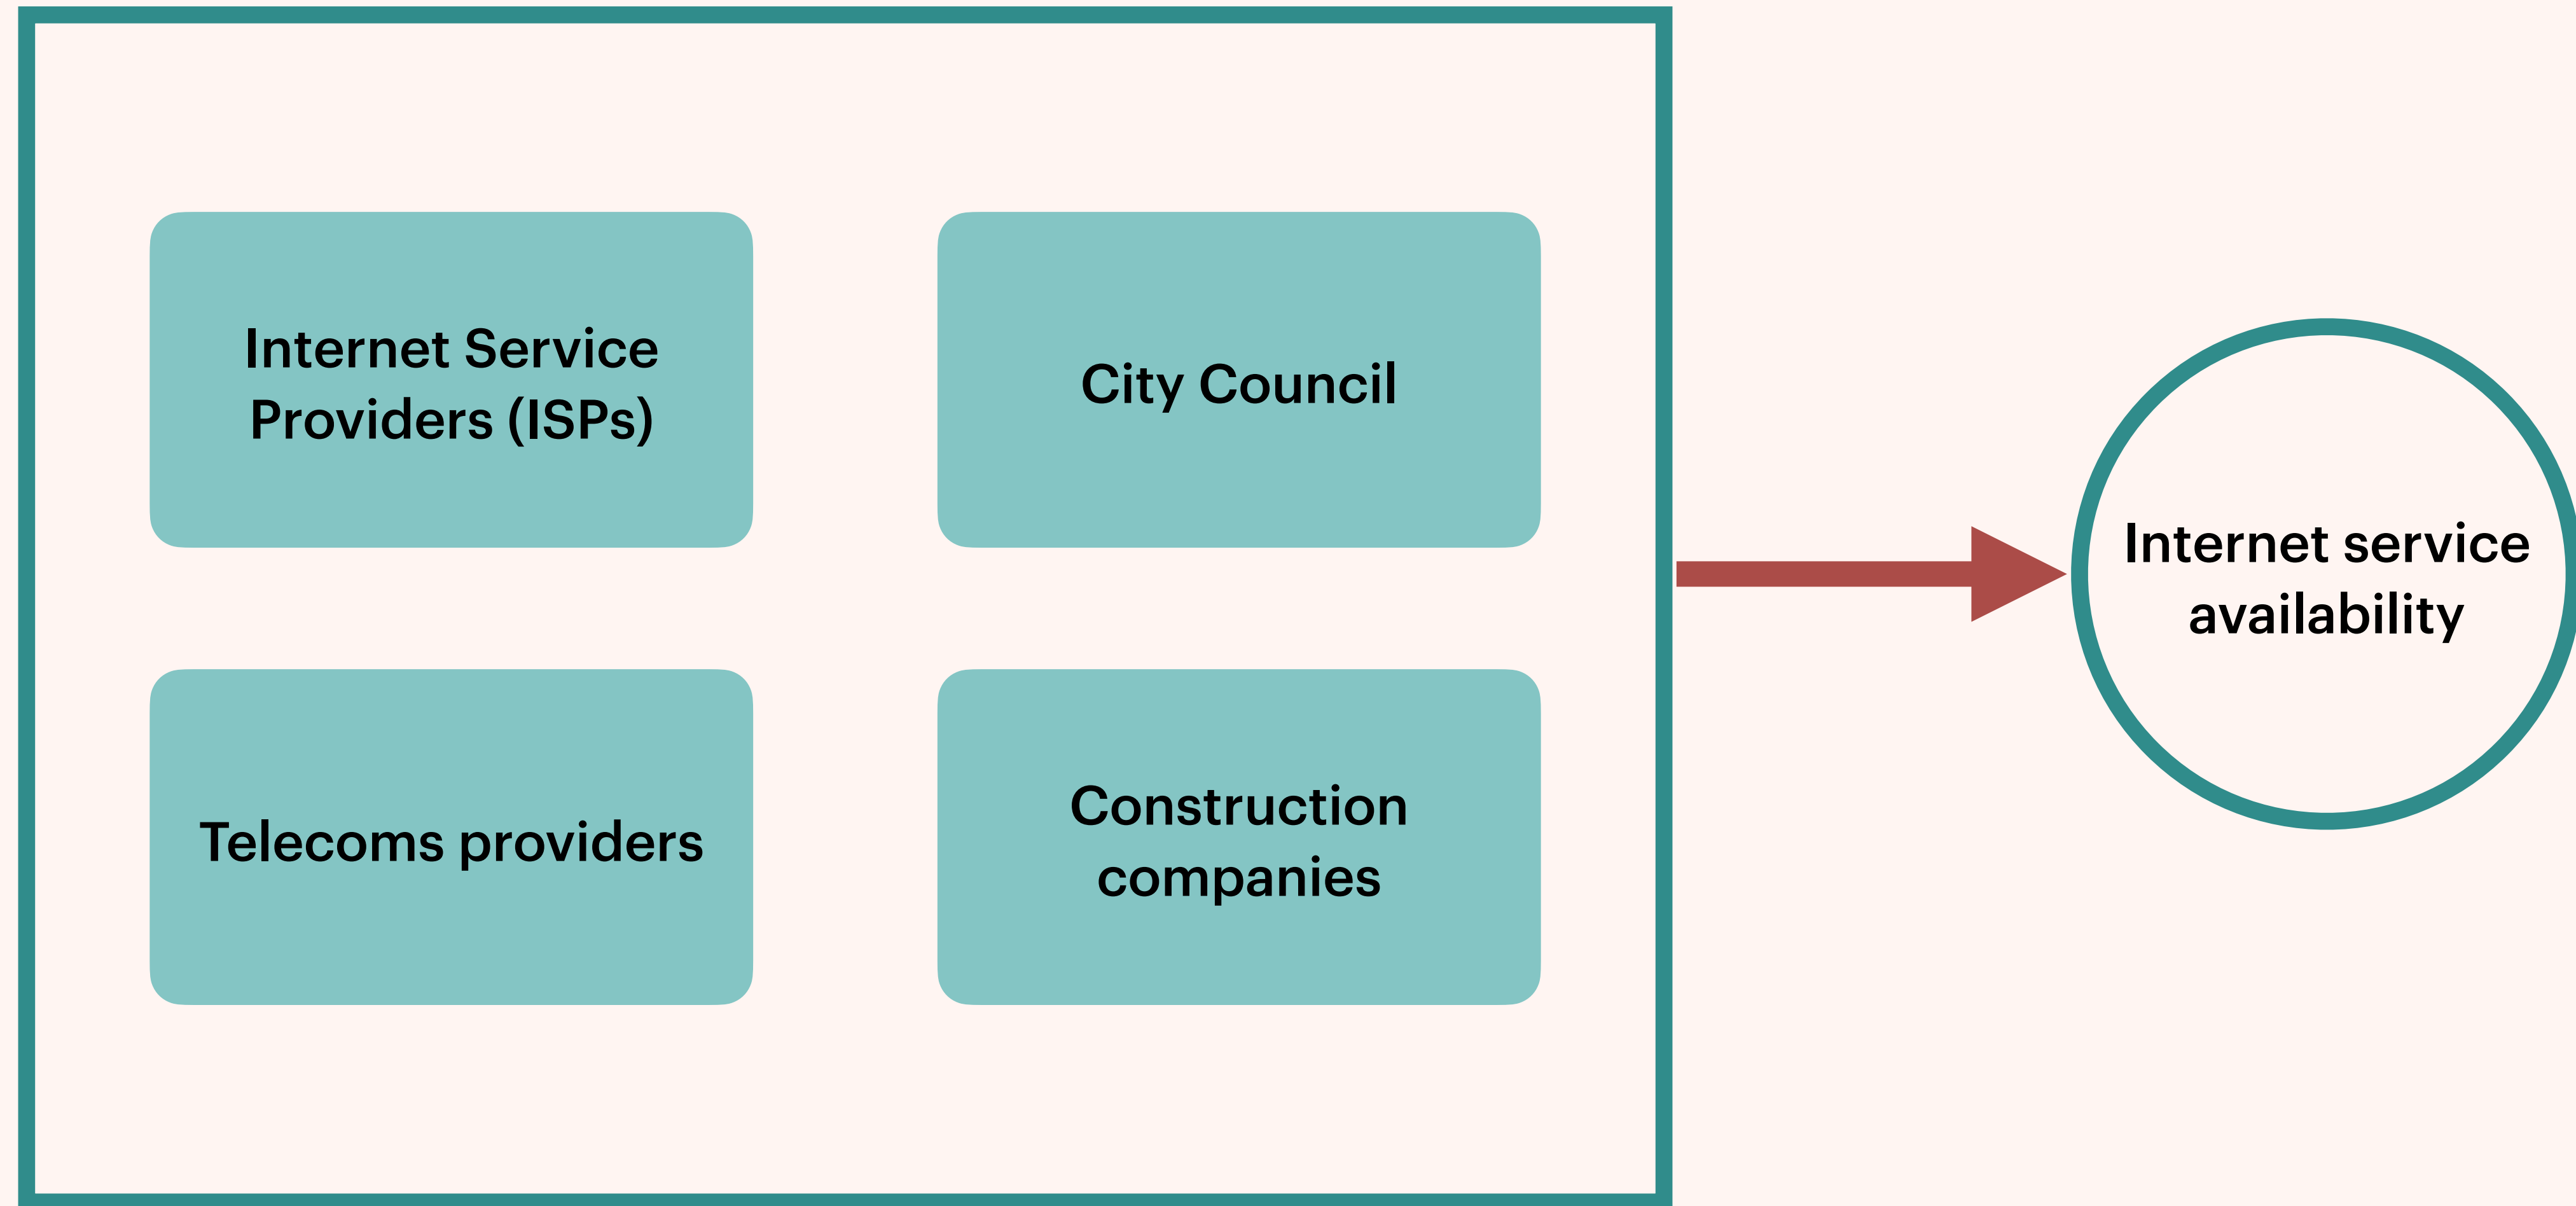 Internet Service
Providers (ISPs)
City Council
Telecoms providers
Construction
companies
Internet service
availability